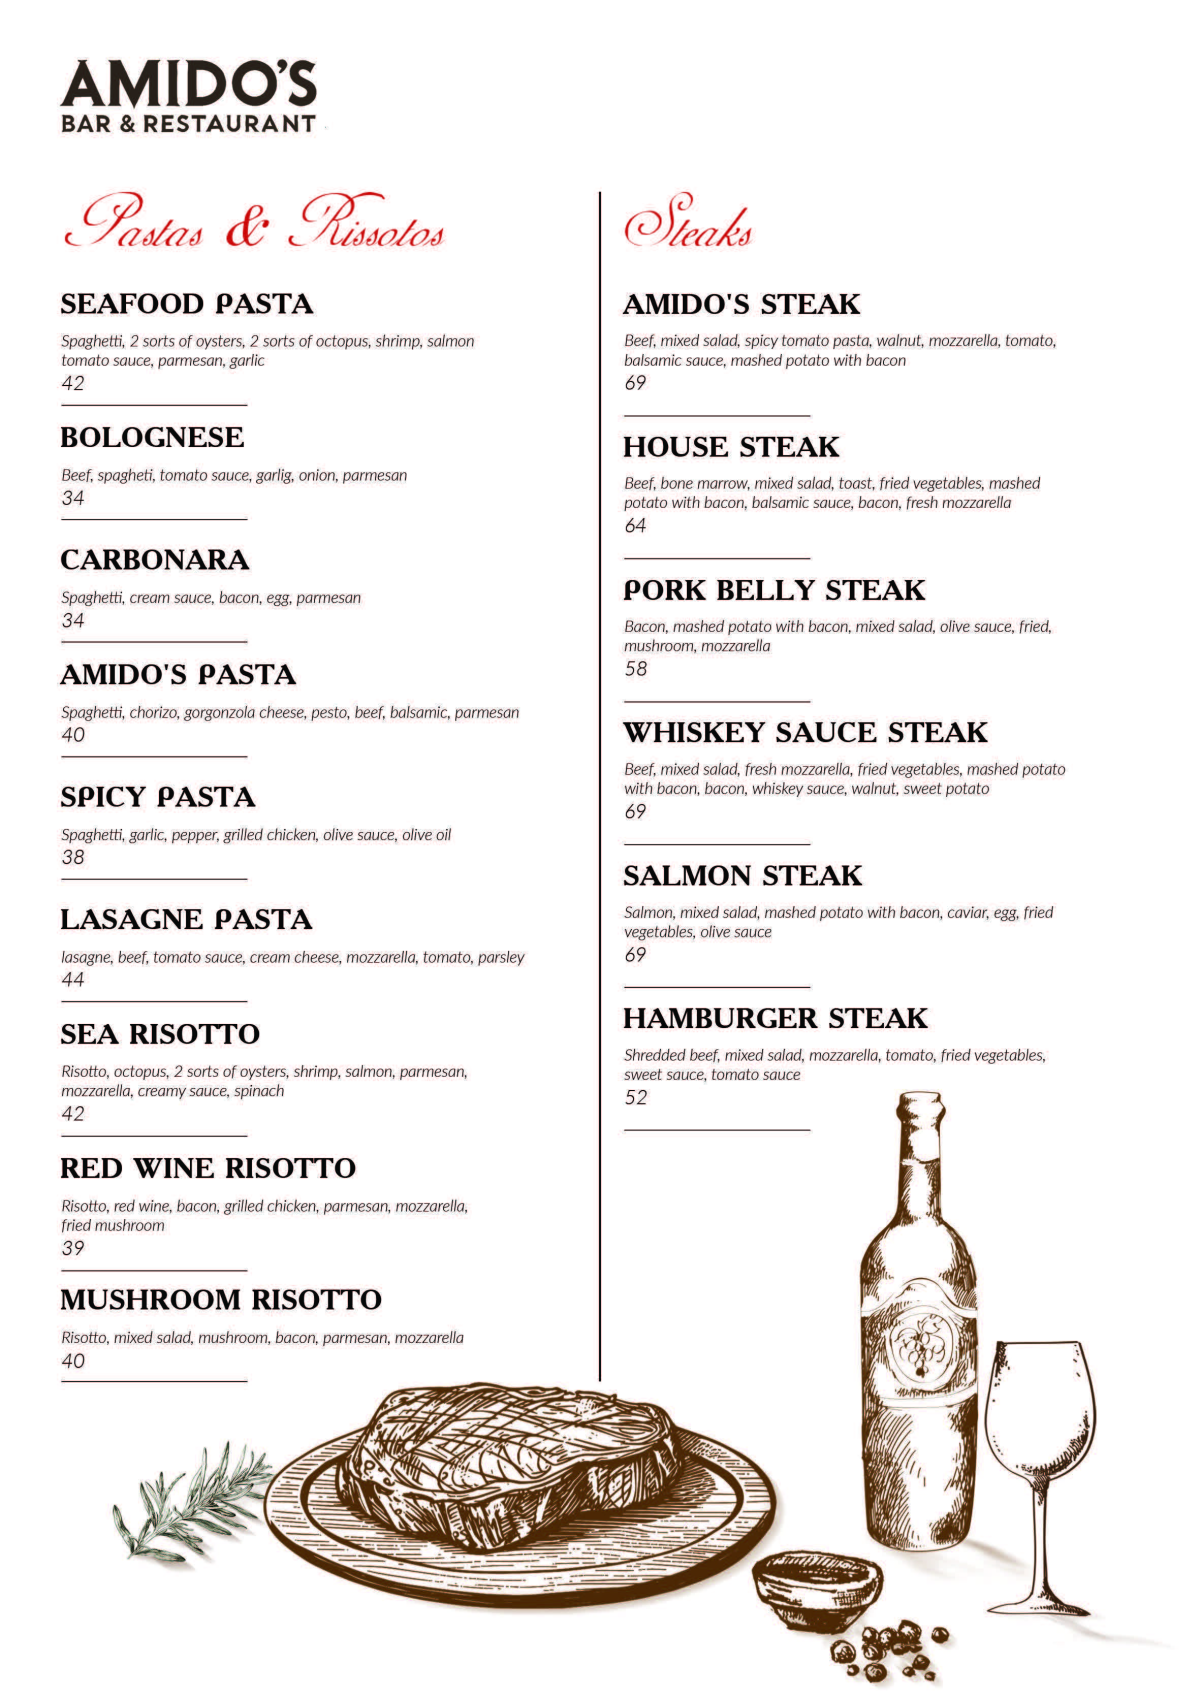 AMIDO'S
BAR & RESTAURANT
Pastas & Rissotos
SEAFOOD PASTA
Spaghetti, 2 sorts of oysters, 2 sorts of octopus, shrimp, salmon
tomato sauce, parmesan, garlic
42
BOLOGNESE
Beef, spagheti, tomato sauce, garlig, onion, parmesan
34
CARBONARA
Spaghetti, cream sauce, bacon, egg, parmesan
34
AMIDO'S PASTA
Spaghetti, chorizo, gorgonzola cheese, pesto, beef, balsamic, parmesan
40
SPICY PASTA
Spaghetti, garlic, pepper, grilled chicken, olive sauce, olive oil
38
LASAGNE PASTA
lasagne, beef, tomato sauce, cream cheese, mozzarella, tomato, parsley
44
SEA RISOTTO
Risotto, octopus, 2 sorts of oysters, shrimp, salmon, parmesan,
mozzarella, creamy sauce, spinach
42
RED WINE RISOTTO
Risotto, red wine, bacon, grilled chicken, parmesan, mozzarella,
fried mushroom
39
MUSHROOM RISOTTO
Risotto, mixed salad, mushroom, bacon, parmesan, mozzarella
40
Steaks
AMIDO'S STEAK
Beef, mixed salad, spicy tomato pasta, walnut, mozzarella, tomato,
balsamic sauce, mashed potato with bacon
69
HOUSE STEAK
Beef, bone marrow, mixed salad, toast, fried vegetables, mashed
potato with bacon, balsamic sauce, bacon, fresh mozzarella
64
PORK BELLY STEAK
Bacon, mashed potato with bacon, mixed salad, olive sauce, fried,
mushroom, mozzarella
58
WHISKEY SAUCE STEAK
Beef, mixed salad, fresh mozzarella, fried vegetables, mashed potato
with bacon, bacon, whiskey sauce, walnut, sweet potato
69
SALMON STEAK
Salmon, mixed salad, mashed potato with bacon, caviar, egg, fried
vegetables, olive sauce
69
HAMBURGER STEAK
Shredded beef, mixed salad, mozzarella, tomato, fried vegetables,
sweet sauce, tomato sauce
52